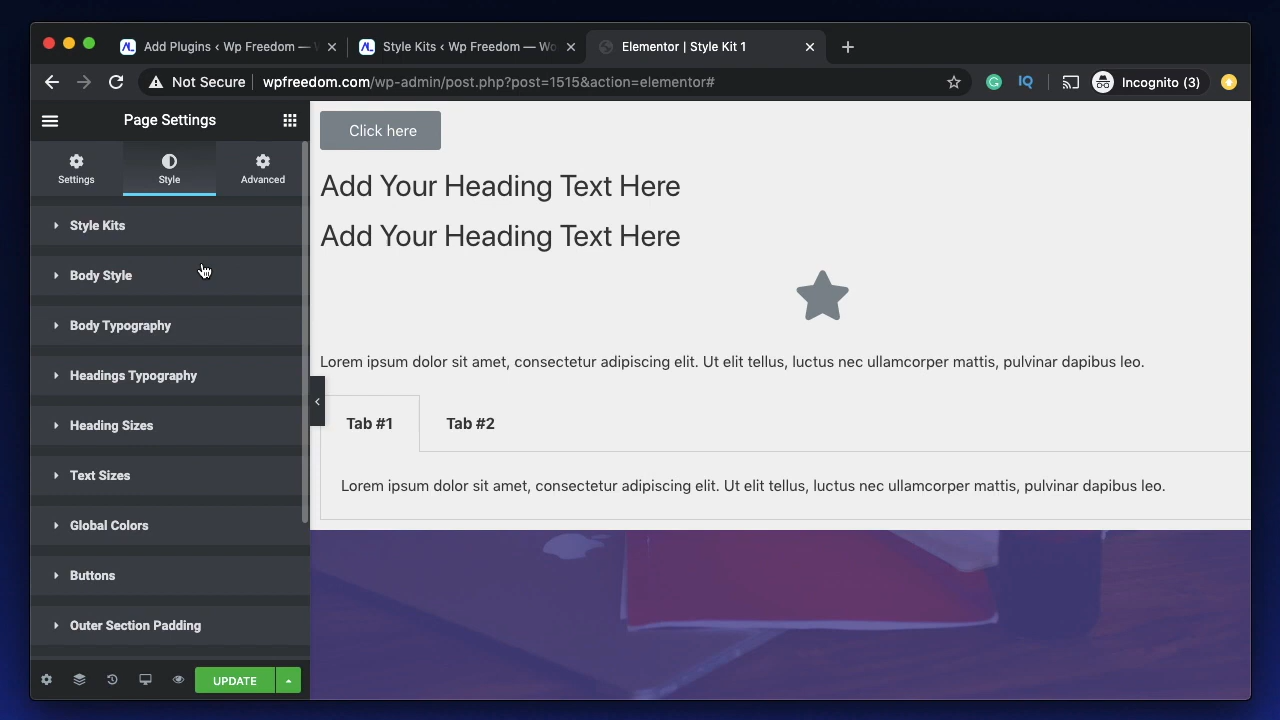 Add Plugins ‹ Wp Freedom — W
Style Kits ‹ Wp Freedom — Wo
Elementor | Style Kit 1
Not Secure
wpfreedom.com/wp-admin/post.php?post=1515&action=elementor#
IQ
Incognito (3)
Page Settings
Settings
Style
Advanced
Style Kits
Body Style
Body Typography
Headings Typography
Heading Sizes
Text Sizes
Global Colors
Buttons
Outer Section Padding
UPDATE
Click here
Add Your Heading Text Here
Add Your Heading Text Here
Lorem ipsum dolor sit amet, consectetur adipiscing elit. Ut elit tellus, luctus nec ullamcorper mattis, pulvinar dapibus leo.
Tab #1
Tab #2
Lorem ipsum dolor sit amet, consectetur adipiscing elit. Ut elit tellus, luctus nec ullamcorper mattis, pulvinar dapibus leo.